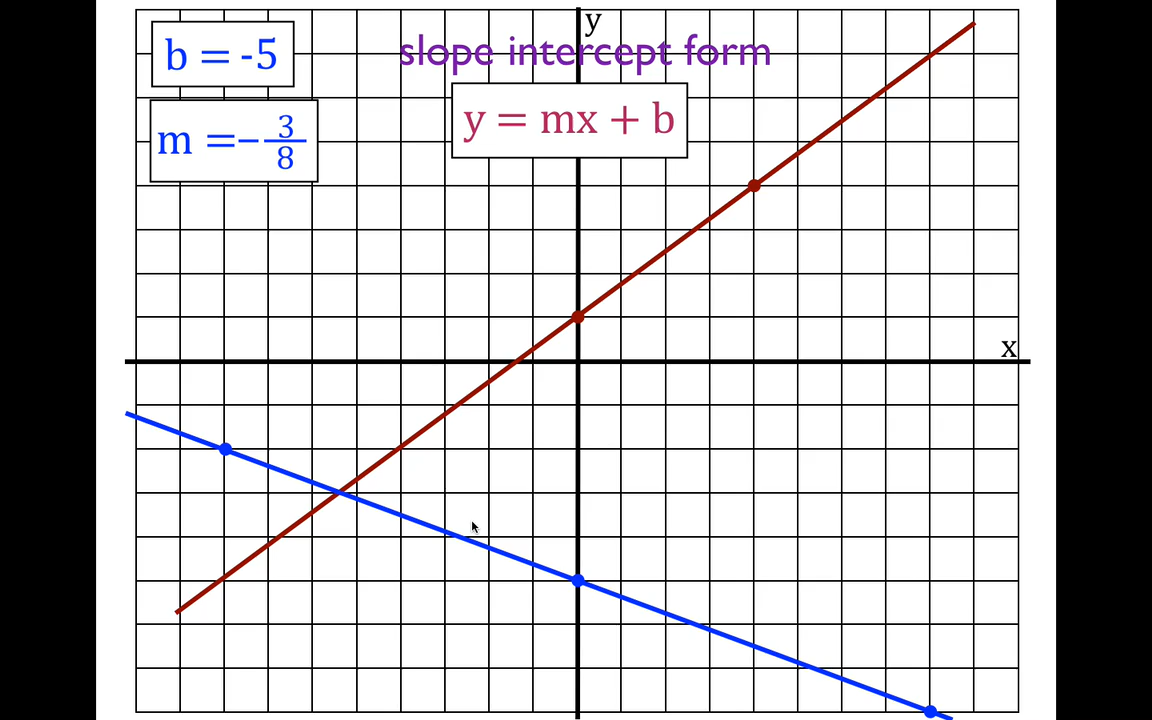 y
slope intercept form
b = -5
y = mx + b
m =-3/8
x